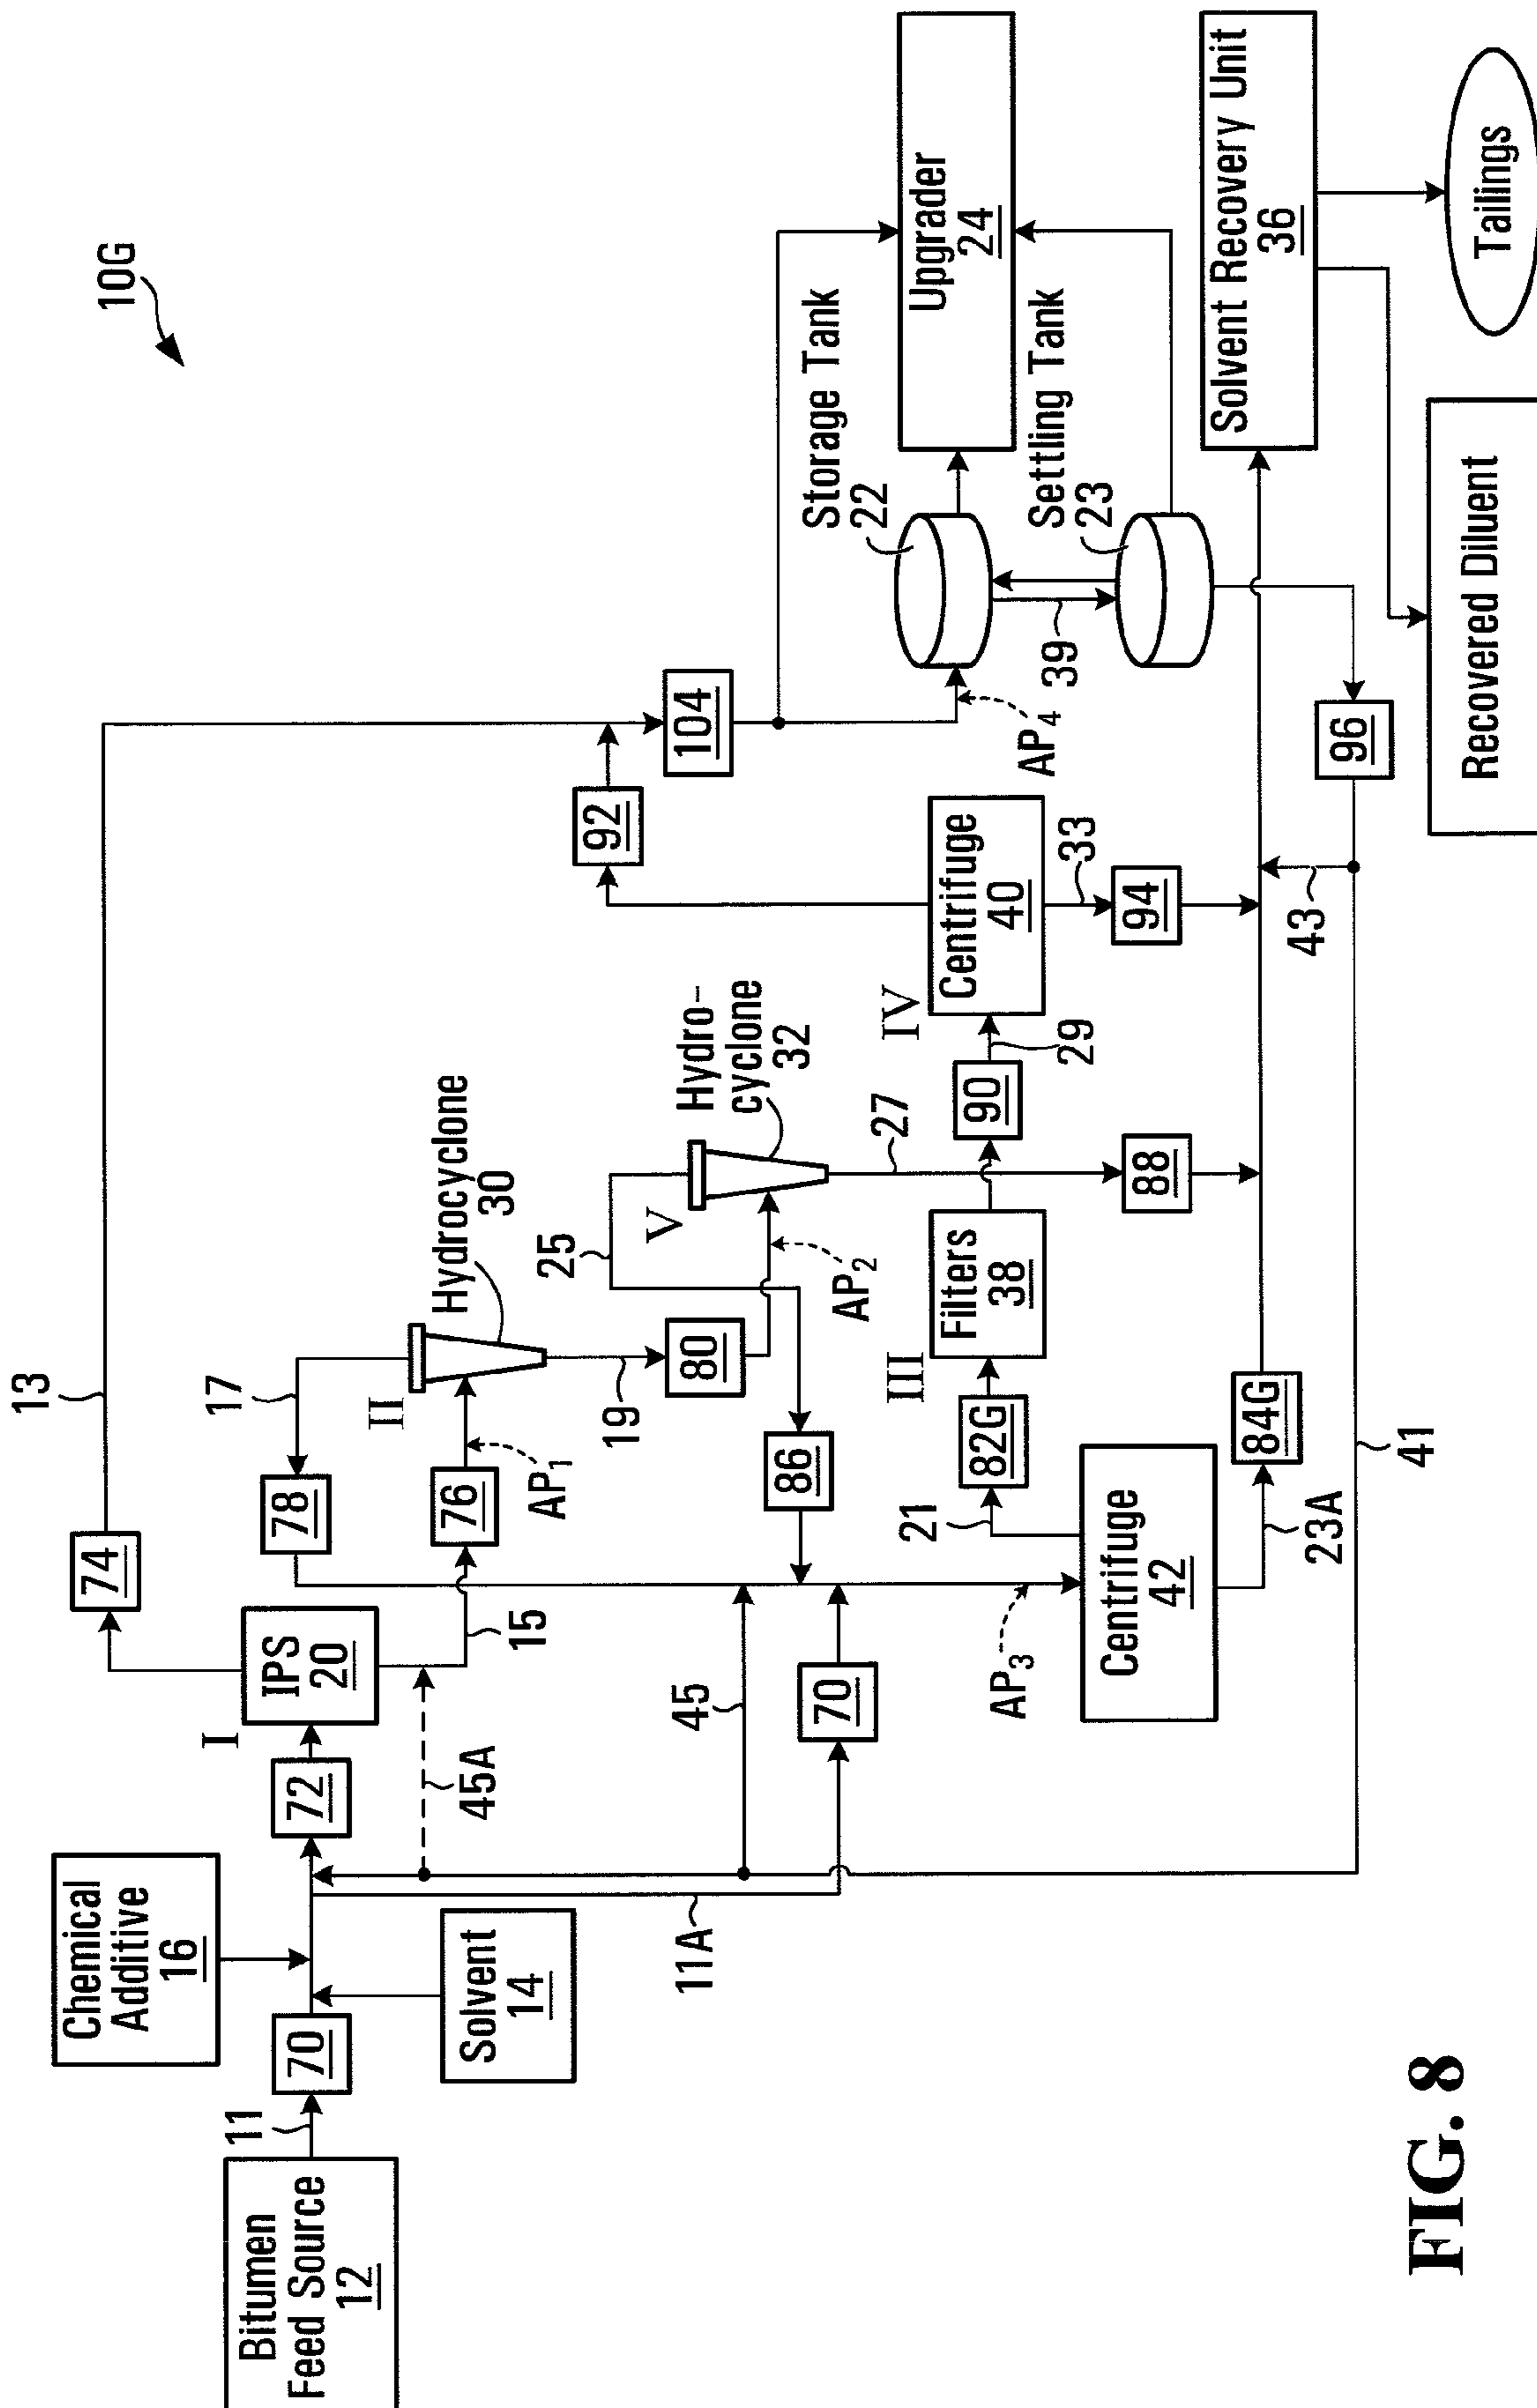 10G
Chemical
Additive
16
Bitumen
Feed Source
12
11
70
Solvent
14
72
I
IPS
20
74
13
45A
15
78
17
II
76
AP1
Hydrocyclone
30
19
80
11A
45
70
25
V
Hydro-
cyclone
32
AP2
86
27
AP3
Centrifuge
42
21
82G
III
Filters
38
90
29
IV
Centrifuge
40
33
94
92
104
AP4
Storage Tank
22
39
Settling Tank
23
Upgrader
24
23A
84G
88
43
41
96
Solvent Recovery Unit
36
Recovered Diluent
Tailings
FIG. 8